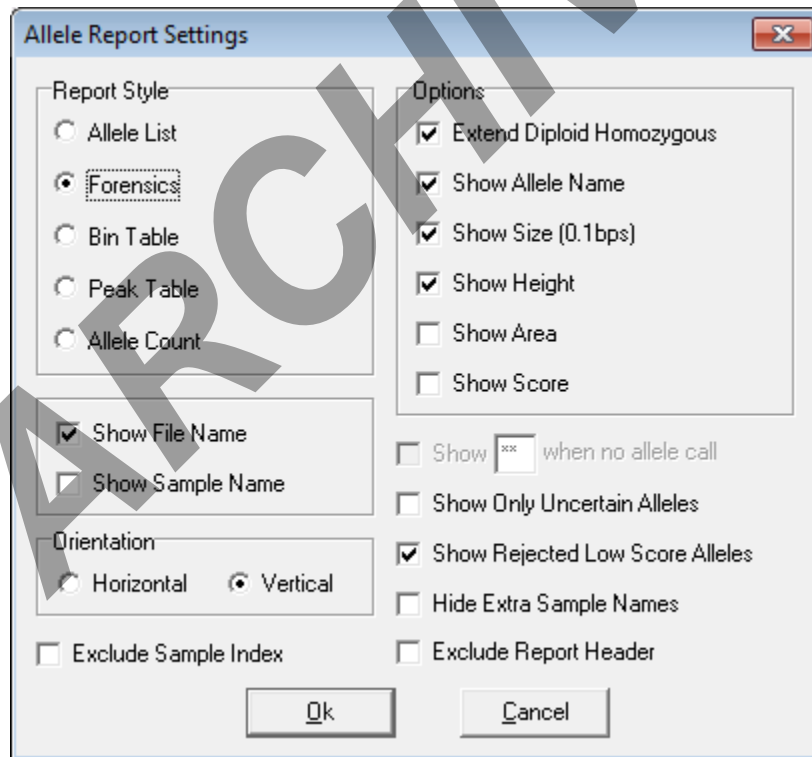 Allele Report Settings
Report Style
Allele List
Forensics
Bin Table
Peak Table
Allele Count
Show File Name
Show Sample Name
Orientation
Horizontal Vertical
Exclude Sample Index
Options
Extend Diploid Homozygous
Show Allele Name
Show Size (0.1bps)
Show Height
Show Area
Show Score
Show ** when no allele call
Show Only Uncertain Alleles
Show Rejected Low Score Alleles
Hide Extra Sample Names
Exclude Report Header
Ok Cancel
ARCHIV